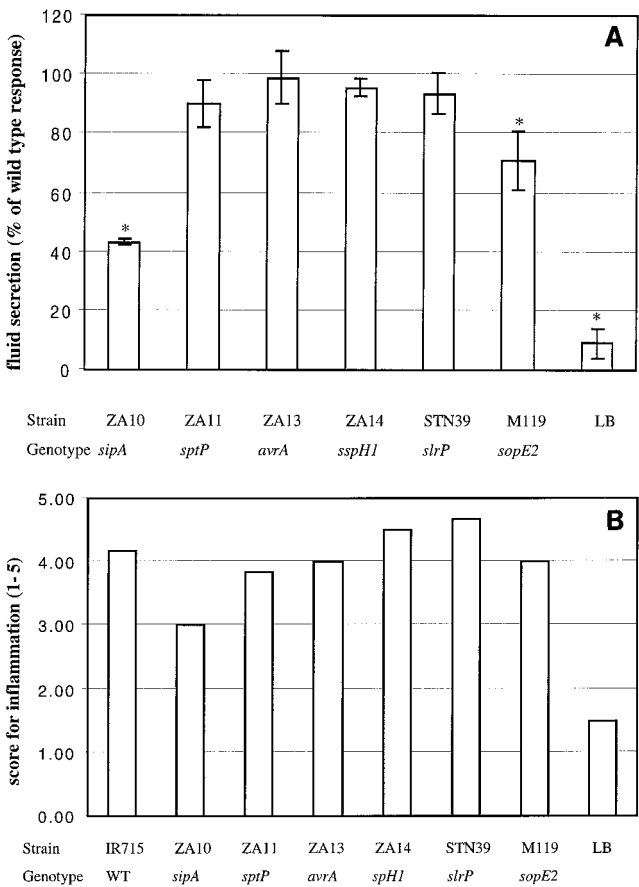 A
fluid secretion (% of wild type response)
120
100
80
60
40
20
0
*
*
*
Strain ZA10 ZA11 ZA13 ZA14 STN39 M119 LB
Genotype sipA sptP avrA sspH1 slrP sopE2
B
score for inflammation (1-5)
5.00
4.00
3.00
2.00
1.00
0.00
Strain IR715 ZA10 ZA11 ZA13 ZA14 STN39 M119 LB
Genotype WT sipA sptP avrA spH1 slrP sopE2